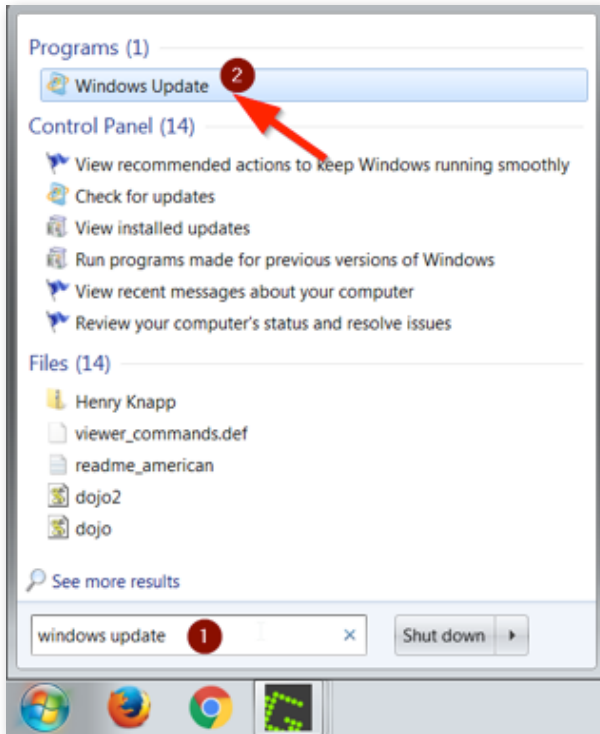 Programs (1)
Windows Update 2
Control Panel (14)
View recommended actions to keep Windows running smoothly
Check for updates
View installed updates
Run programs made for previous versions of Windows
View recent messages about your computer
Review your computer's status and resolve issues
Files (14)
Henry Knapp
viewer_commands.def
readme_american
dojo2
dojo
See more results
windows update 1 × Shut down